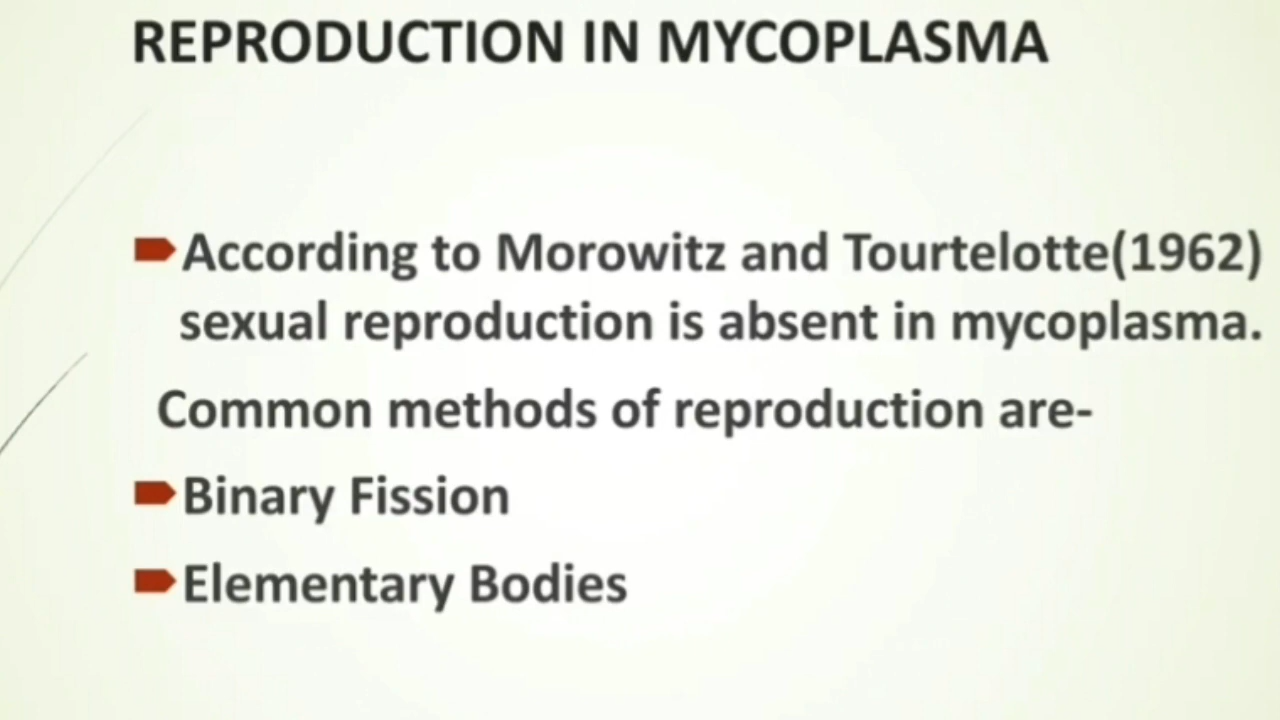 REPRODUCTION IN MYCOPLASMA
According to Morowitz and Tourtelotte(1962)
sexual reproduction is absent in mycoplasma.
Common methods of reproduction are-
Binary Fission
Elementary Bodies